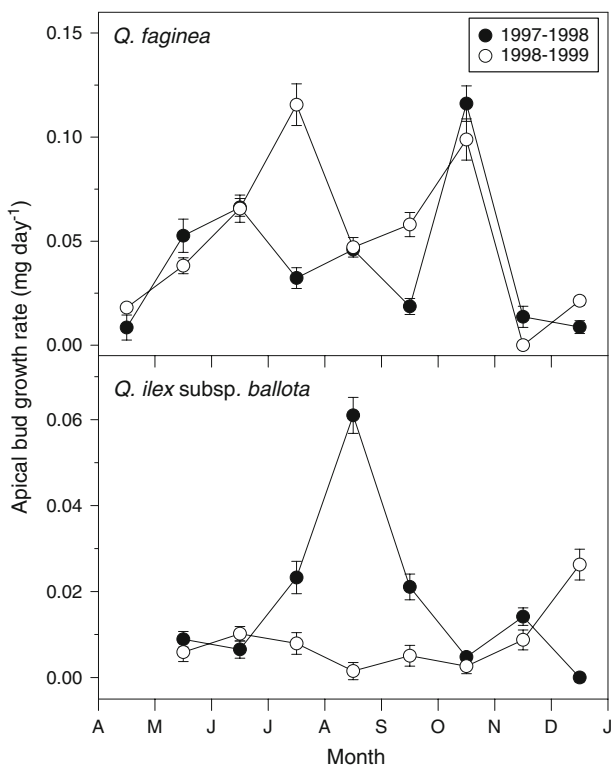 Q. faginea
1997-1998
1998-1999
0.15
0.10
0.05
0.00
Apical bud growth rate (mg day⁻¹)
Q. ilex subsp. ballota
0.06
0.04
0.02
0.00
A M J J A S O N D J
Month